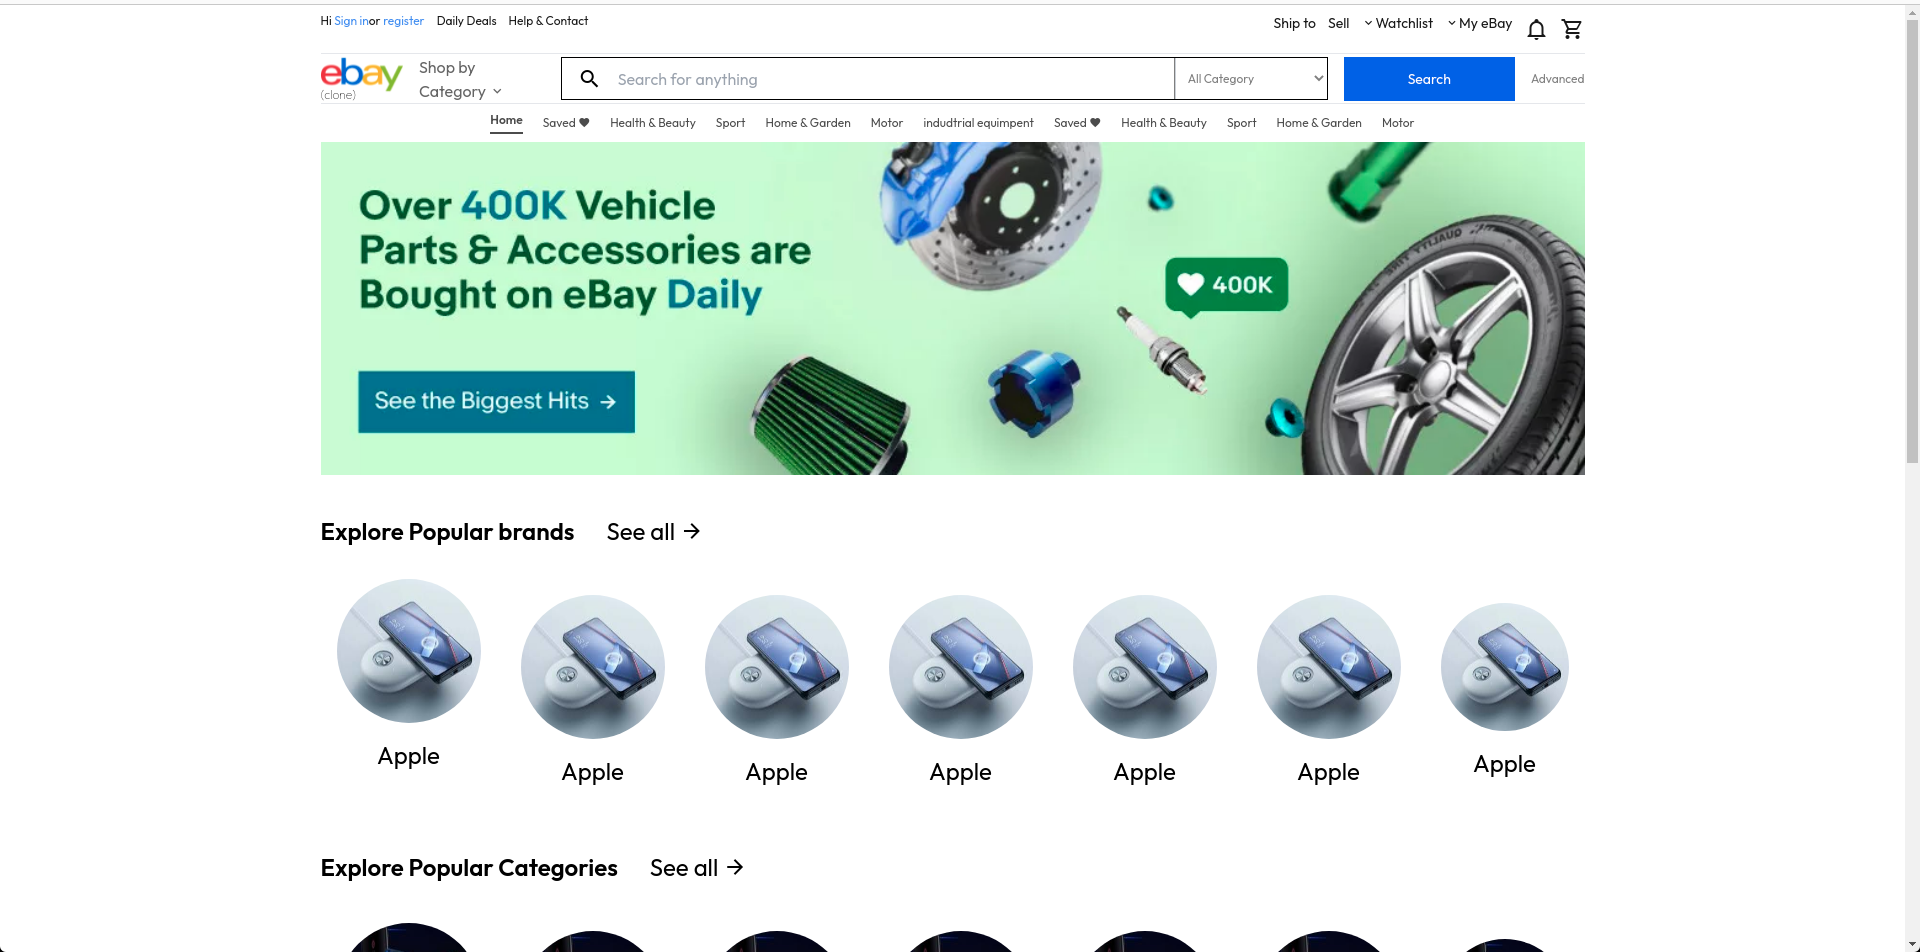 Hi Sign inor register Daily Deals Help & Contact
Ship to Sell Watchlist My eBay
ebay
(clone)
Shop by
Category
Search for anything
All Category
Search
Advanced
Home Saved Health & Beauty Sport Home & Garden Motor indudtrial equimpent Saved Health & Beauty Sport Home & Garden Motor
Over 400K Vehicle
Parts & Accessories are
Bought on eBay Daily
400K
See the Biggest Hits →
Explore Popular brands See all →
Apple
Apple
Apple
Apple
Apple
Apple
Apple
Explore Popular Categories See all →